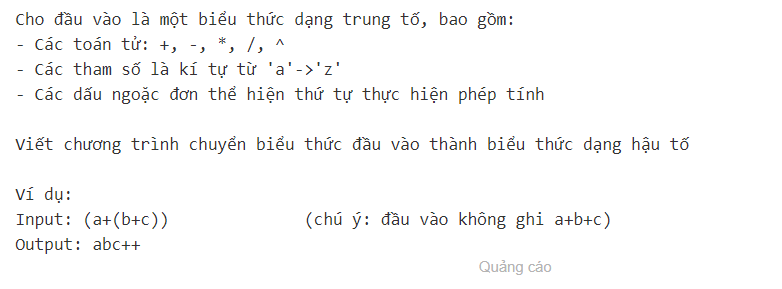 Cho đầu vào là một biểu thức dạng trung tố, bao gồm:
- Các toán tử: +, -, *, /, ^
- Các tham số là kí tự từ 'a'->'z'
- Các dấu ngoặc đơn thể hiện thứ tự thực hiện phép tính
Viết chương trình chuyển biểu thức đầu vào thành biểu thức dạng hậu tố
Ví dụ:
Input: (a+(b+c)) (chú ý: đầu vào không ghi a+b+c)
Output: abc++
Quảng cáo